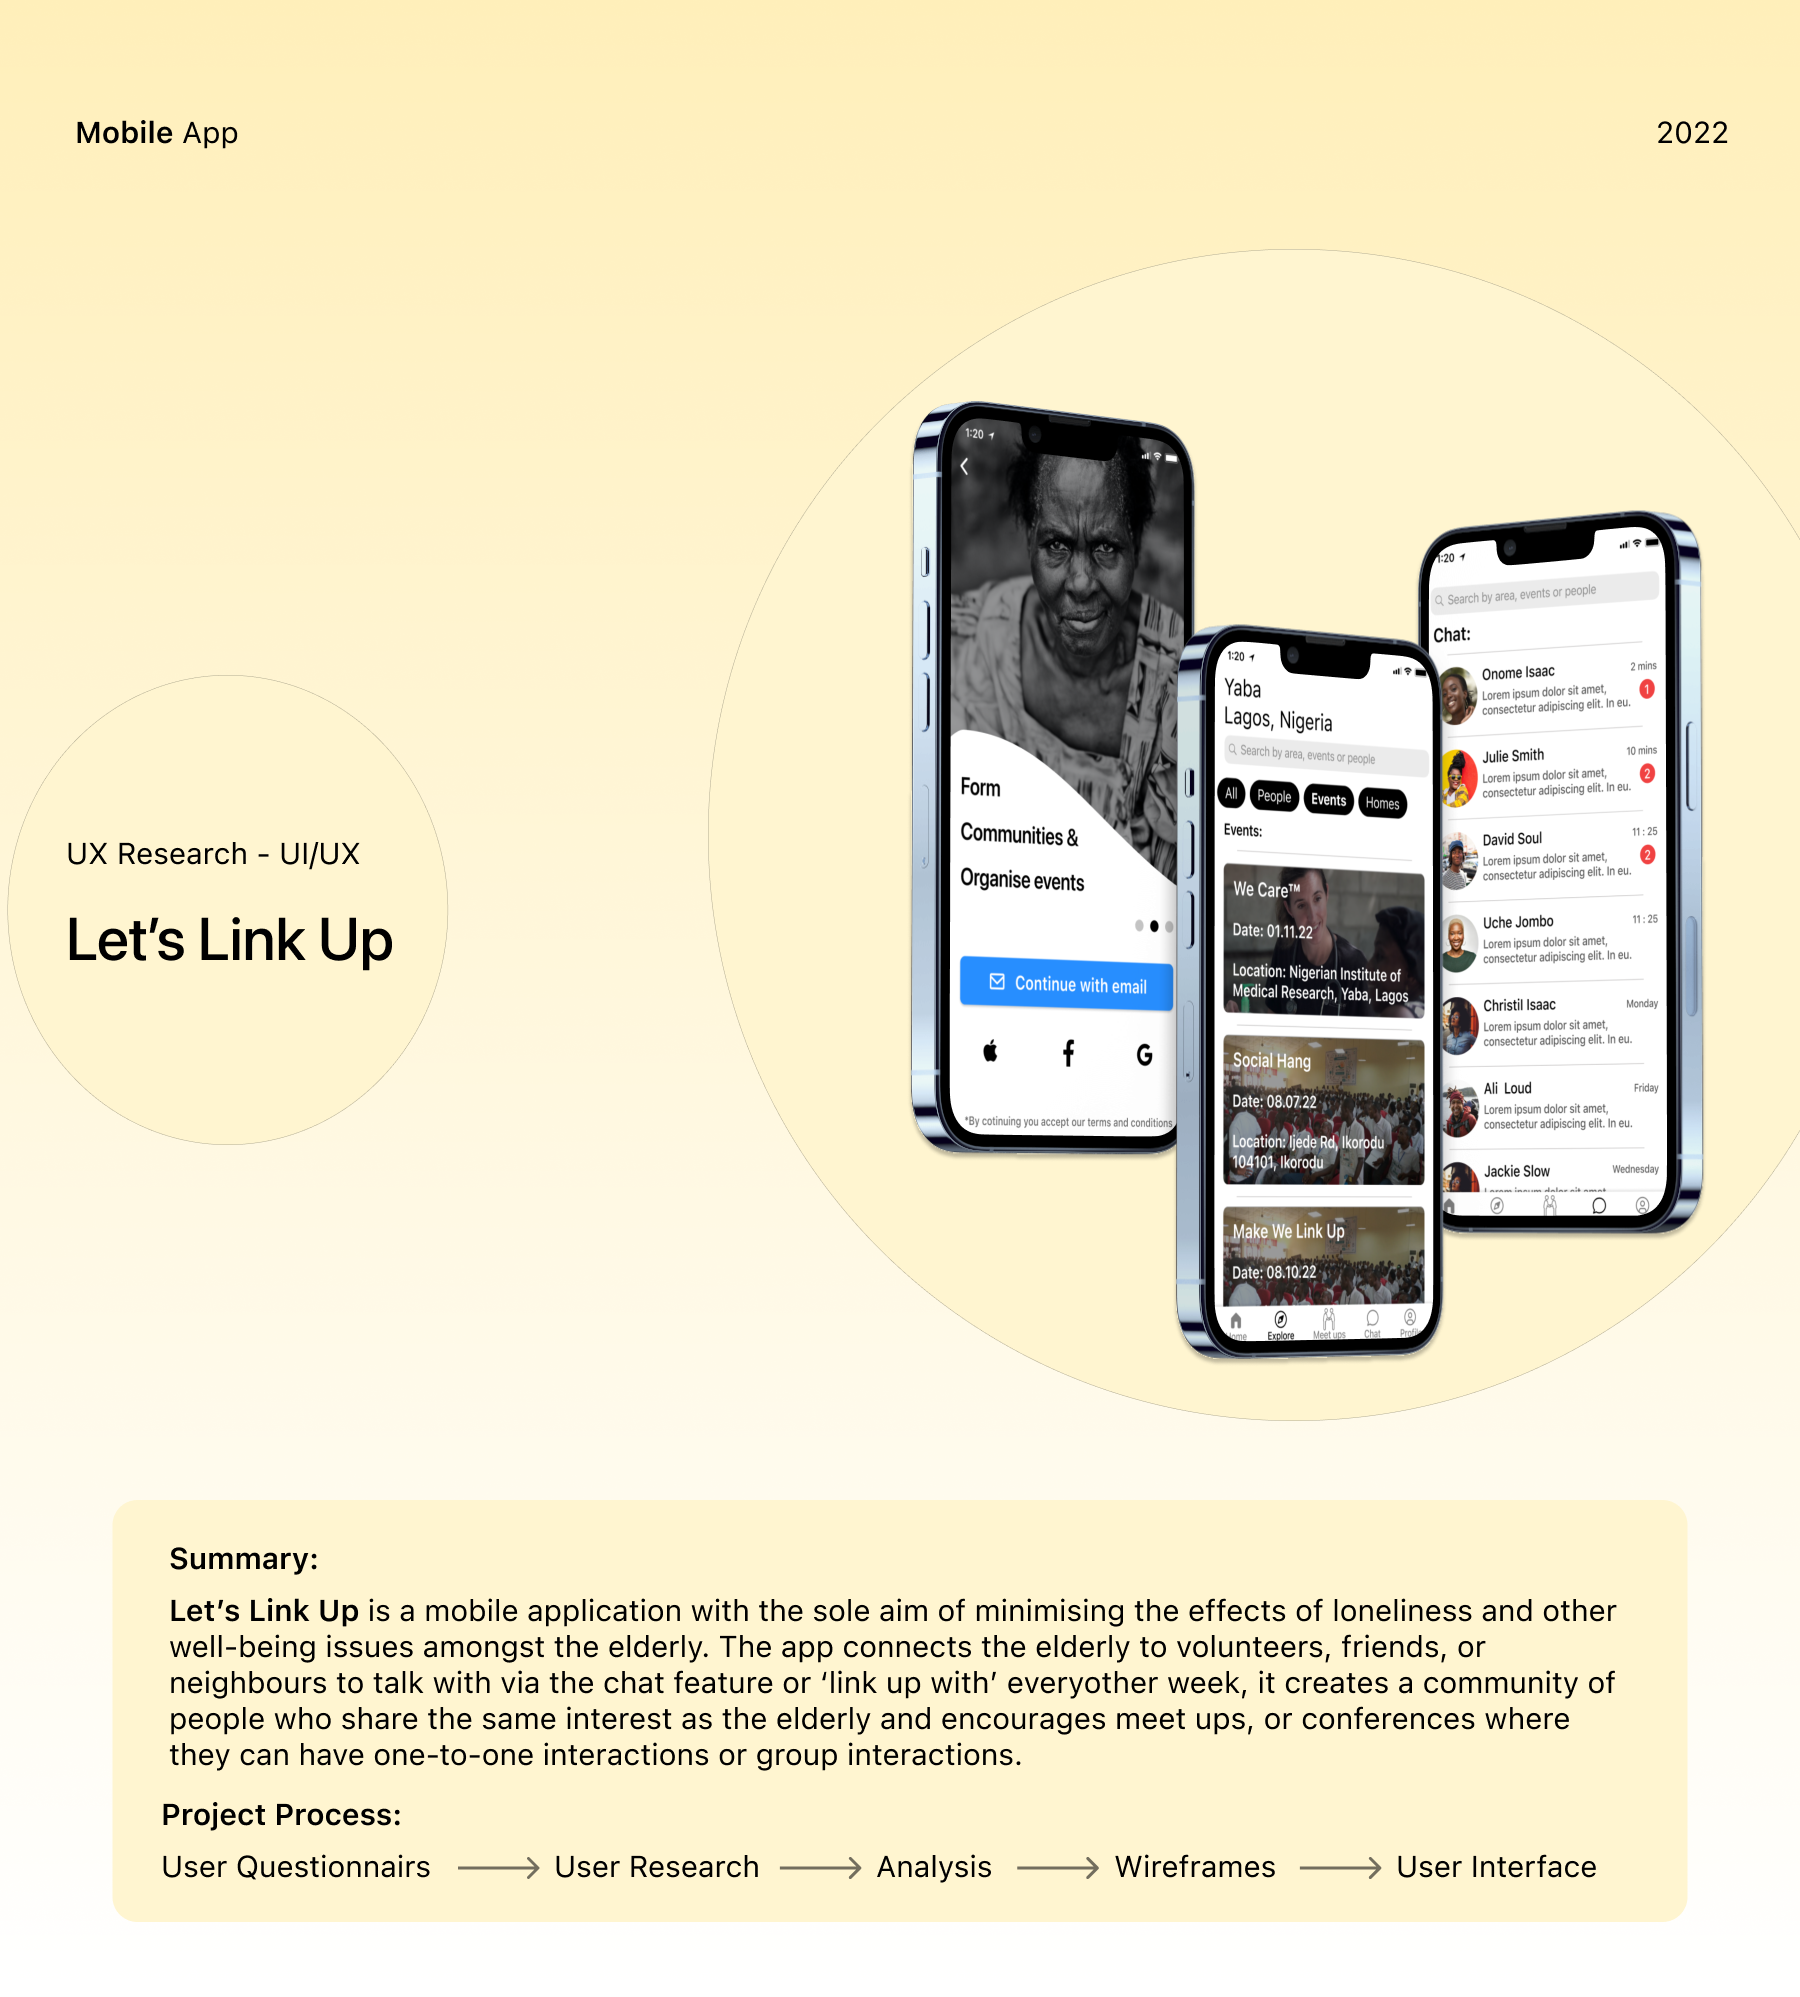 Mobile App
2022
UX Research - UI/UX
Let's Link Up
1:20
Form
Communities &
Organise events
Continue with email
*By cotinuing you accept our terms and conditions
1:20
Yaba
Lagos, Nigeria
Search by area, events or people
All People Events Homes
Events:
We Care™
Date: 01.11.22
Location: Nigerian Institute of
Medical Research, Yaba, Lagos
Social Hang
Date: 08.07.22
Location: Ijede Rd, Ikorodu
104101, Ikorodu
Make We Link Up
Date: 08.10.22
Explore Meet ups Chat
1:20
Search by area, events or people
Chat:
Onome Isaac 2 mins
Lorem ipsum dolor sit amet, 1
consectetur adipiscing elit. In eu.
Julie Smith 10 mins
Lorem ipsum dolor sit amet, 2
consectetur adipiscing elit. In eu.
David Soul 11 : 25
Lorem ipsum dolor sit amet, 2
consectetur adipiscing elit. In eu.
Uche Jombo 11 : 25
Lorem ipsum dolor sit amet,
consectetur adipiscing elit. In eu.
Christil Isaac Monday
Lorem ipsum dolor sit amet,
consectetur adipiscing elit. In eu.
Ali Loud Friday
Lorem ipsum dolor sit amet,
consectetur adipiscing elit. In eu.
Jackie Slow Wednesday
Summary:
Let's Link Up is a mobile application with the sole aim of minimising the effects of loneliness and other
well-being issues amongst the elderly. The app connects the elderly to volunteers, friends, or
neighbours to talk with via the chat feature or ‘link up with’ everyother week, it creates a community of
people who share the same interest as the elderly and encourages meet ups, or conferences where
they can have one-to-one interactions or group interactions.
Project Process:
User Questionnairs → User Research → Analysis → Wireframes → User Interface